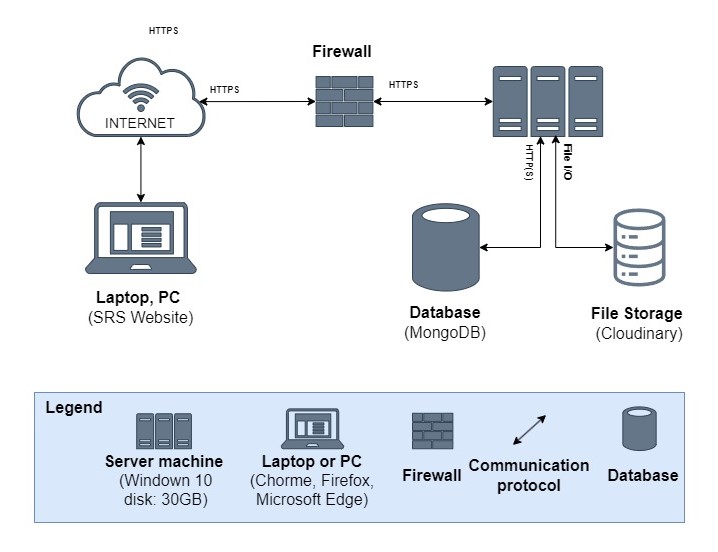 HTTPS
Firewall
HTTPS
HTTPS
INTERNET
HTTP(S)
File I/O
Laptop, PC
(SRS Website)
Database
(MongoDB)
File Storage
(Cloudinary)
Legend
Server machine
(Window 10
disk: 30GB)
Laptop or PC
(Chorme, Firefox,
Microsoft Edge)
Firewall
Communication
protocol
Database